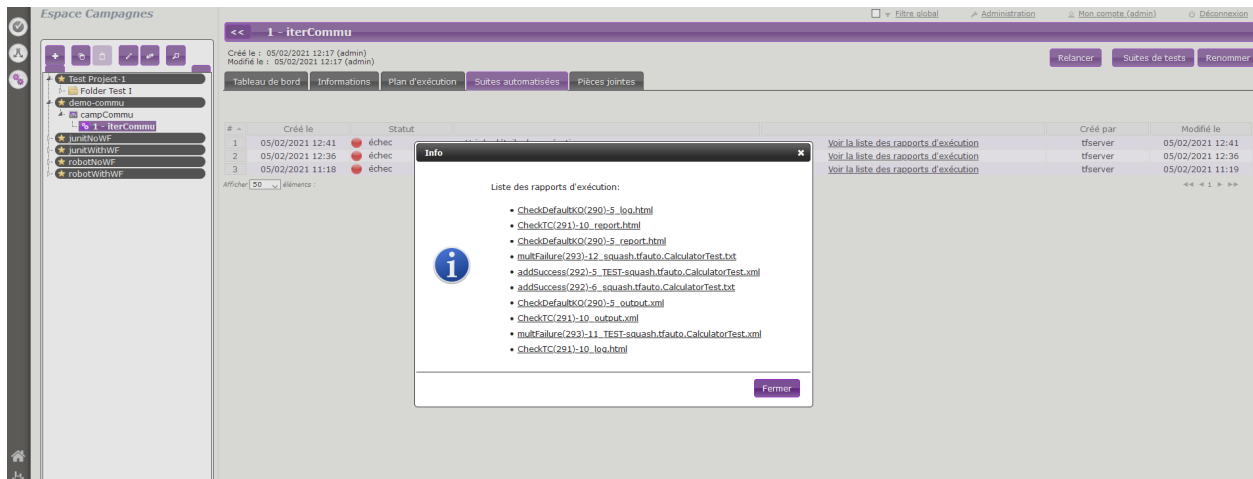 Espace Campagnes
Filtre global Administration Mon compte (admin) Déconnexion
<< 1 - iterCommu
Créé le : 05/02/2021 12:17 (admin)
Modifié le : 05/02/2021 12:17 (admin)
Relancer Suites de tests Renommer
Tableau de bord Informations Plan d'exécution Suites automatisées Pièces jointes
Test Project-1
Folder Test I
demo-commu
campCommu
1 - iterCommu
junitNoWF
junitWithWF
robotNoWF
robotWithWF
# Créé le Statut Créé par Modifié le
1 05/02/2021 12:41 échec Voir la liste des rapports d'exécution tfserver 05/02/2021 12:41
2 05/02/2021 12:36 échec Voir la liste des rapports d'exécution tfserver 05/02/2021 12:36
3 05/02/2021 11:18 échec Voir la liste des rapports d'exécution tfserver 05/02/2021 11:19
Afficher 50 éléments :
1
Info x
Liste des rapports d'exécution:
• CheckDefaultKO(290)-5_log.html
• CheckTC(291)-10_report.html
• CheckDefaultKO(290)-5_report.html
• multFailure(293)-12_squash.tfauto.CalculatorTest.txt
• addSuccess(292)-5_TEST-squash.tfauto.CalculatorTest.xml
• addSuccess(292)-6_squash.tfauto.CalculatorTest.txt
• CheckDefaultKO(290)-5_output.xml
• CheckTC(291)-10_output.xml
• multFailure(293)-11_TEST-squash.tfauto.CalculatorTest.xml
• CheckTC(291)-10_log.html
Fermer